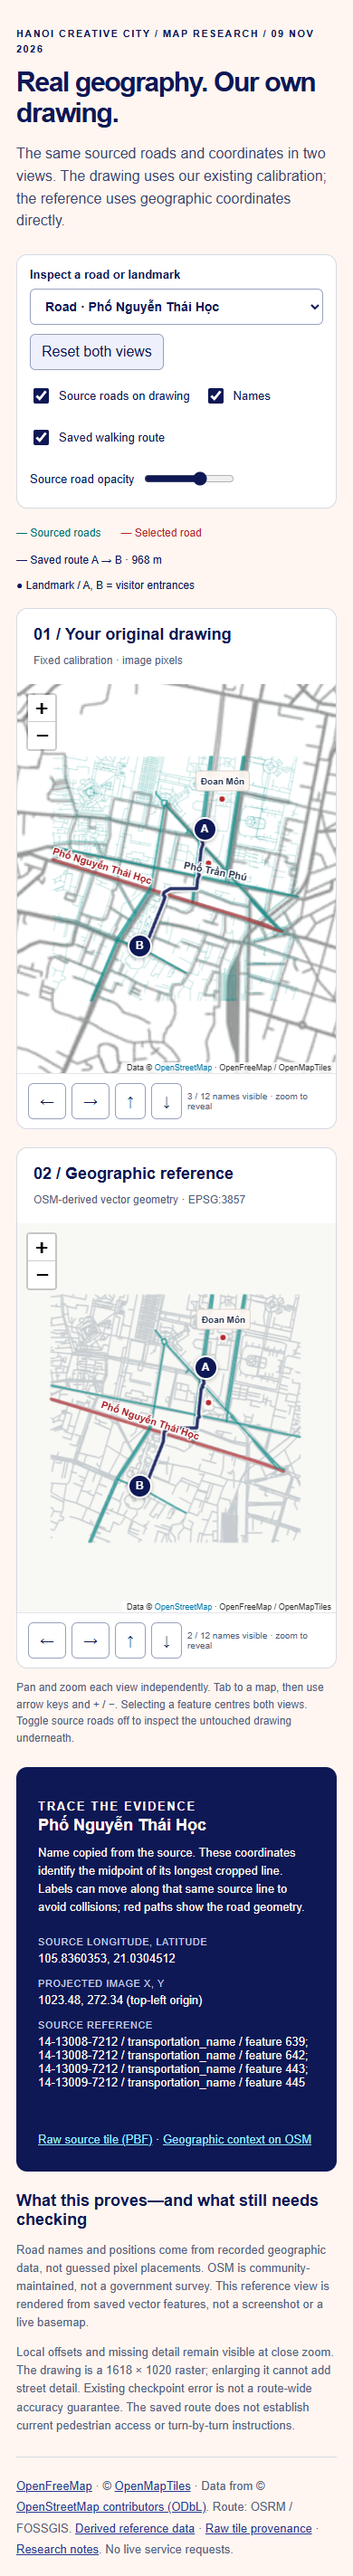 HANOI CREATIVE CITY / MAP RESEARCH / 09 NOV
2026
Real geography. Our own
drawing.
The same sourced roads and coordinates in two
views. The drawing uses our existing calibration;
the reference uses geographic coordinates
directly.
Inspect a road or landmark
Road · Phố Nguyễn Thái Học
Reset both views
Source roads on drawing
Names
Saved walking route
Source road opacity
— Sourced roads
— Selected road
— Saved route A → B · 968 m
● Landmark / A, B = visitor entrances
01 / Your original drawing
Fixed calibration · image pixels
+
−
Đoan Môn
A
Phố Nguyễn Thái Học
Phố Trần Phú
B
Data © OpenStreetMap · OpenFreeMap / OpenMapTiles
← → ↑ ↓
3 / 12 names visible · zoom to
reveal
02 / Geographic reference
OSM-derived vector geometry · EPSG:3857
+
−
Đoan Môn
A
Phố Nguyễn Thái Học
B
Data © OpenStreetMap · OpenFreeMap / OpenMapTiles
← → ↑ ↓
2 / 12 names visible · zoom to
reveal
Pan and zoom each view independently. Tab to a map, then use
arrow keys and + / −. Selecting a feature centres both views.
Toggle source roads off to inspect the untouched drawing
underneath.
TRACE THE EVIDENCE
Phố Nguyễn Thái Học
Name copied from the source. These coordinates
identify the midpoint of its longest cropped line.
Labels can move along that same source line to
avoid collisions; red paths show the road geometry.
SOURCE LONGITUDE, LATITUDE
105.8360353, 21.0304512
PROJECTED IMAGE X, Y
1023.48, 272.34 (top-left origin)
SOURCE REFERENCE
14-13008-7212 / transportation_name / feature 639;
14-13008-7212 / transportation_name / feature 642;
14-13009-7212 / transportation_name / feature 443;
14-13009-7212 / transportation_name / feature 445
Raw source tile (PBF) · Geographic context on OSM
What this proves—and what still needs
checking
Road names and positions come from recorded geographic
data, not guessed pixel placements. OSM is community-
maintained, not a government survey. This reference view is
rendered from saved vector features, not a screenshot or a
live basemap.
Local offsets and missing detail remain visible at close zoom.
The drawing is a 1618 × 1020 raster; enlarging it cannot add
street detail. Existing checkpoint error is not a route-wide
accuracy guarantee. The saved route does not establish
current pedestrian access or turn-by-turn instructions.
OpenFreeMap · © OpenMapTiles · Data from ©
OpenStreetMap contributors (ODbL). Route: OSRM /
FOSSGIS. Derived reference data · Raw tile provenance ·
Research notes. No live service requests.